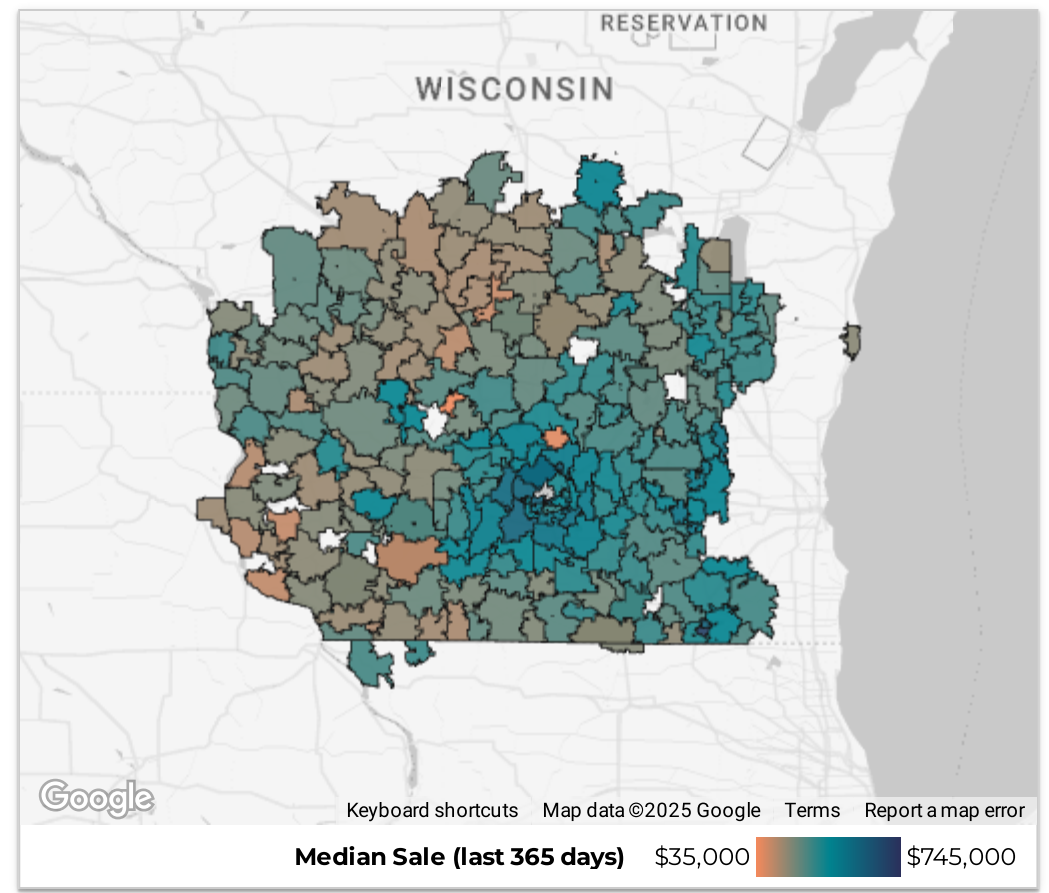 RESERVATION
WISCONSIN
Google
Keyboard shortcuts Map data ©2025 Google Terms Report a map error
Median Sale (last 365 days) $35,000 $745,000